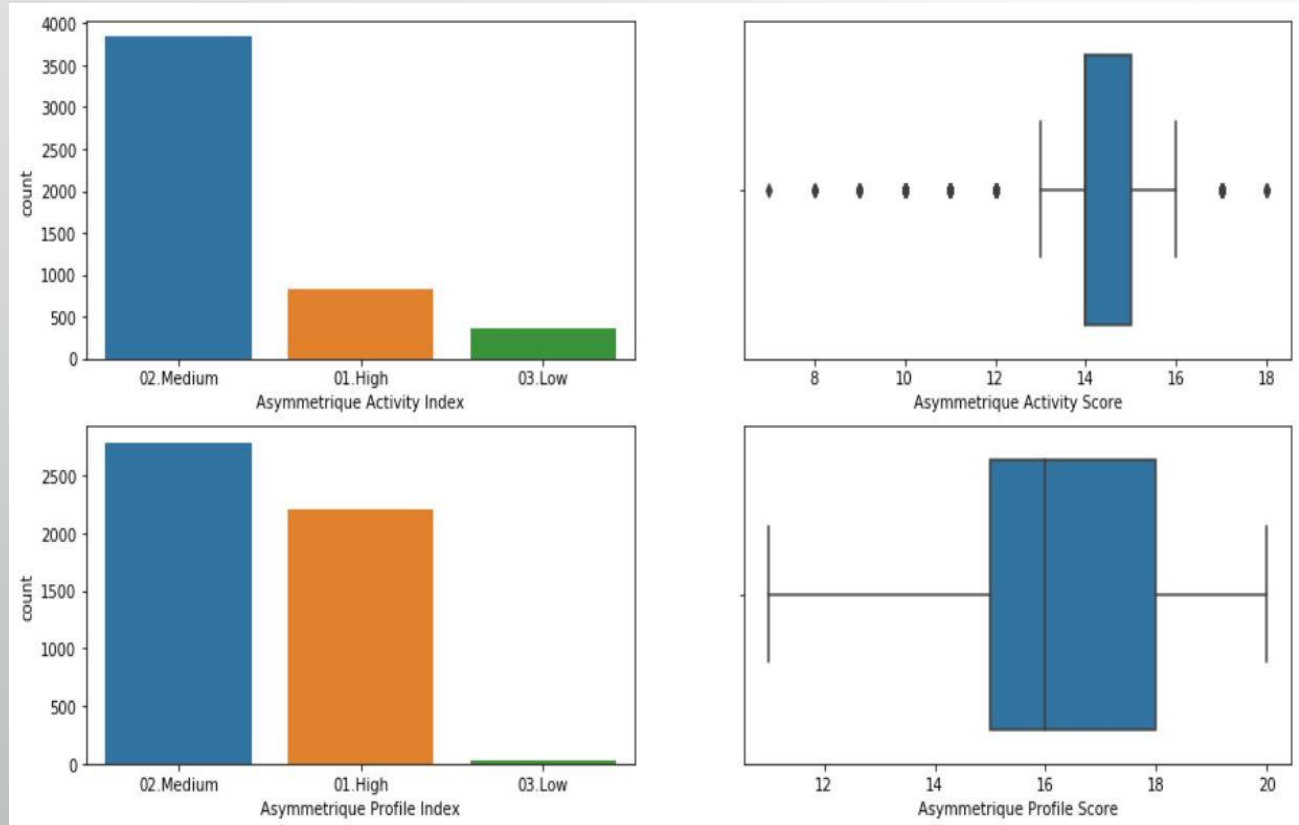 4000
3500
3000
2500
2000
1500
1000
500
0
count
02.Medium 01.High 03.Low
Asymmetrique Activity Index
8 10 12 14 16 18
Asymmetrique Activity Score
2500
2000
1500
1000
500
0
count
02.Medium 01.High 03.Low
Asymmetrique Profile Index
12 14 16 18 20
Asymmetrique Profile Score